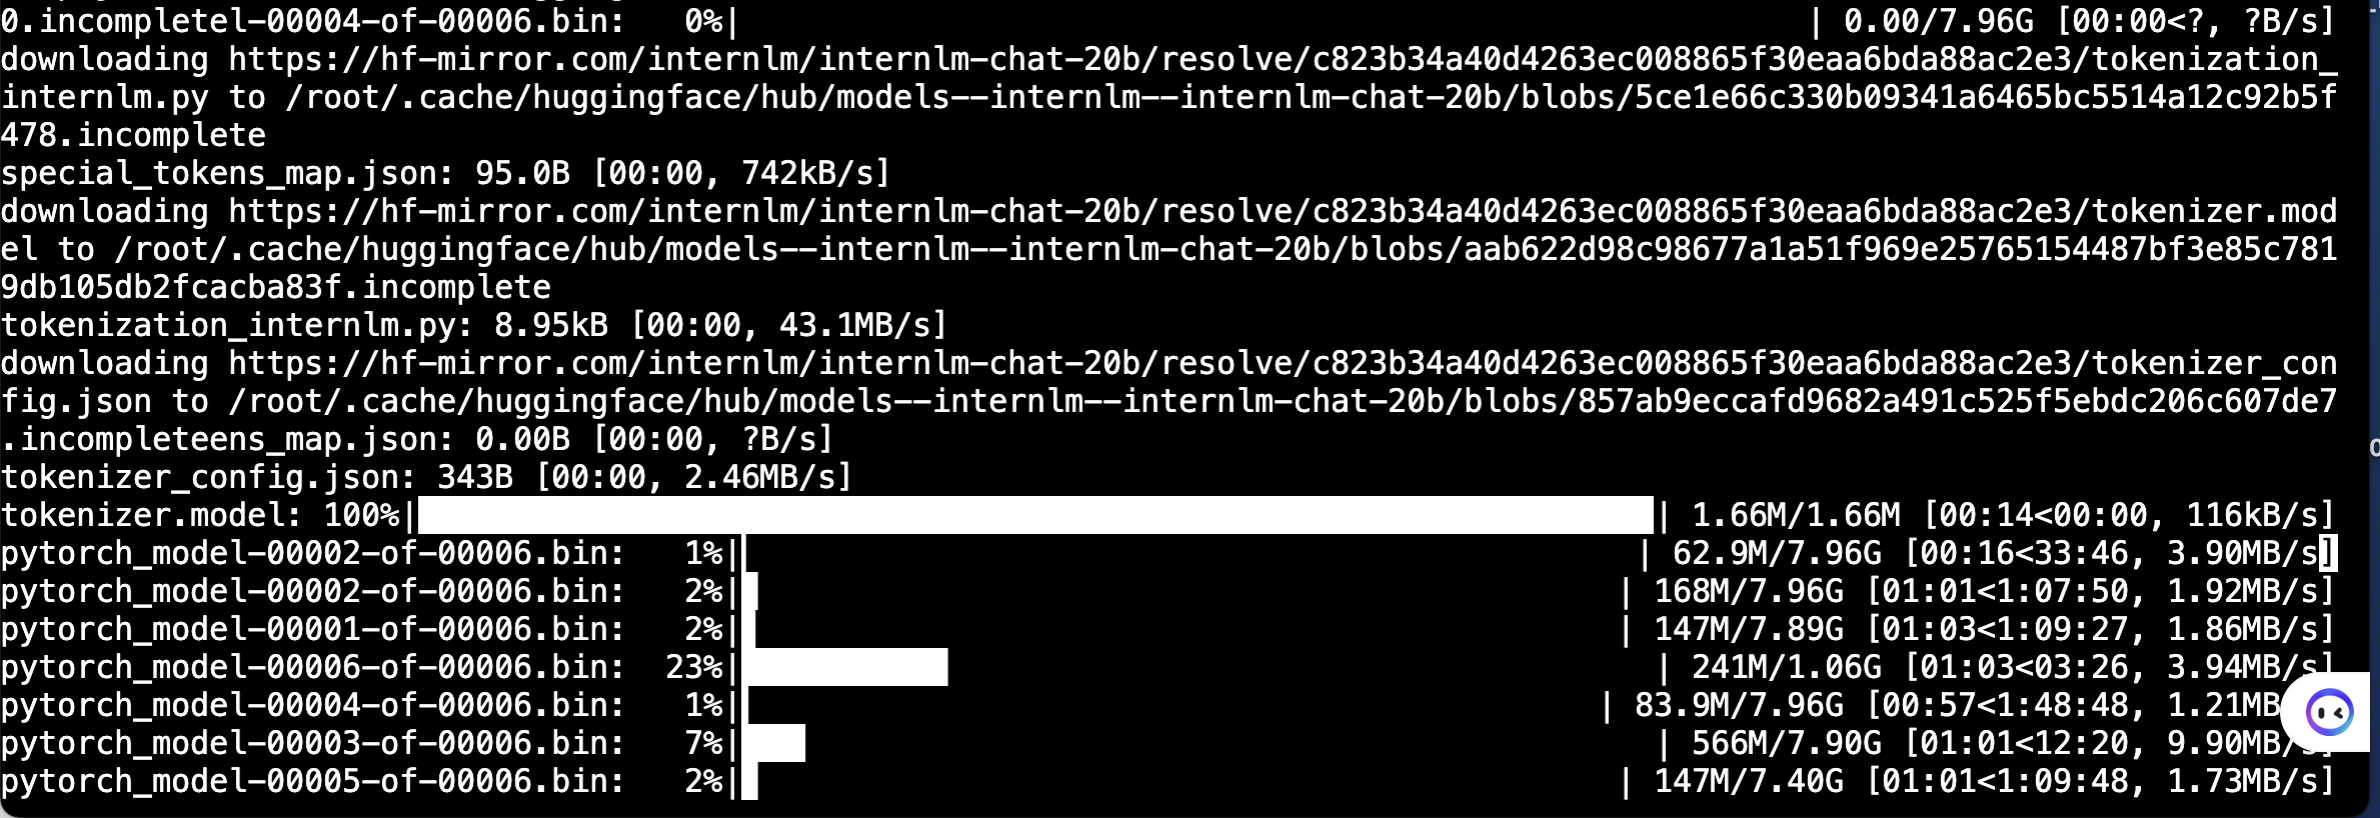 0.incompletel-00004-of-00006.bin:   0%|          | 0.00/7.96G [00:00<?, ?B/s]
downloading https://hf-mirror.com/internlm/internlm-chat-20b/resolve/c823b34a40d4263ec008865f30eaa6bda88ac2e3/tokenization_
internlm.py to /root/.cache/huggingface/hub/models--internlm--internlm-chat-20b/blobs/5ce1e66c330b09341a6465bc5514a12c92b5f
478.incomplete
special_tokens_map.json: 95.0B [00:00, 742kB/s]
downloading https://hf-mirror.com/internlm/internlm-chat-20b/resolve/c823b34a40d4263ec008865f30eaa6bda88ac2e3/tokenizer.mod
el to /root/.cache/huggingface/hub/models--internlm--internlm-chat-20b/blobs/aab622d98c98677a1a51f969e25765154487bf3e85c781
9db105db2fcacba83f.incomplete
tokenization_internlm.py: 8.95kB [00:00, 43.1MB/s]
downloading https://hf-mirror.com/internlm/internlm-chat-20b/resolve/c823b34a40d4263ec008865f30eaa6bda88ac2e3/tokenizer_con
fig.json to /root/.cache/huggingface/hub/models--internlm--internlm-chat-20b/blobs/857ab9eccafd9682a491c525f5ebdc206c607de7
.incompleteens_map.json: 0.00B [00:00, ?B/s]
tokenizer_config.json: 343B [00:00, 2.46MB/s]
tokenizer.model: 100%|          | 1.66M/1.66M [00:14<00:00, 116kB/s]
pytorch_model-00002-of-00006.bin:   1%|          | 62.9M/7.96G [00:16<33:46, 3.90MB/s]
pytorch_model-00002-of-00006.bin:   2%|          | 168M/7.96G [01:01<1:07:50, 1.92MB/s]
pytorch_model-00001-of-00006.bin:   2%|          | 147M/7.89G [01:03<1:09:27, 1.86MB/s]
pytorch_model-00006-of-00006.bin:  23%|          | 241M/1.06G [01:03<03:26, 3.94MB/s]
pytorch_model-00004-of-00006.bin:   1%|          | 83.9M/7.96G [00:57<1:48:48, 1.21MB
pytorch_model-00003-of-00006.bin:   7%|          | 566M/7.90G [01:01<12:20, 9.90MB/s]
pytorch_model-00005-of-00006.bin:   2%|          | 147M/7.40G [01:01<1:09:48, 1.73MB/s]